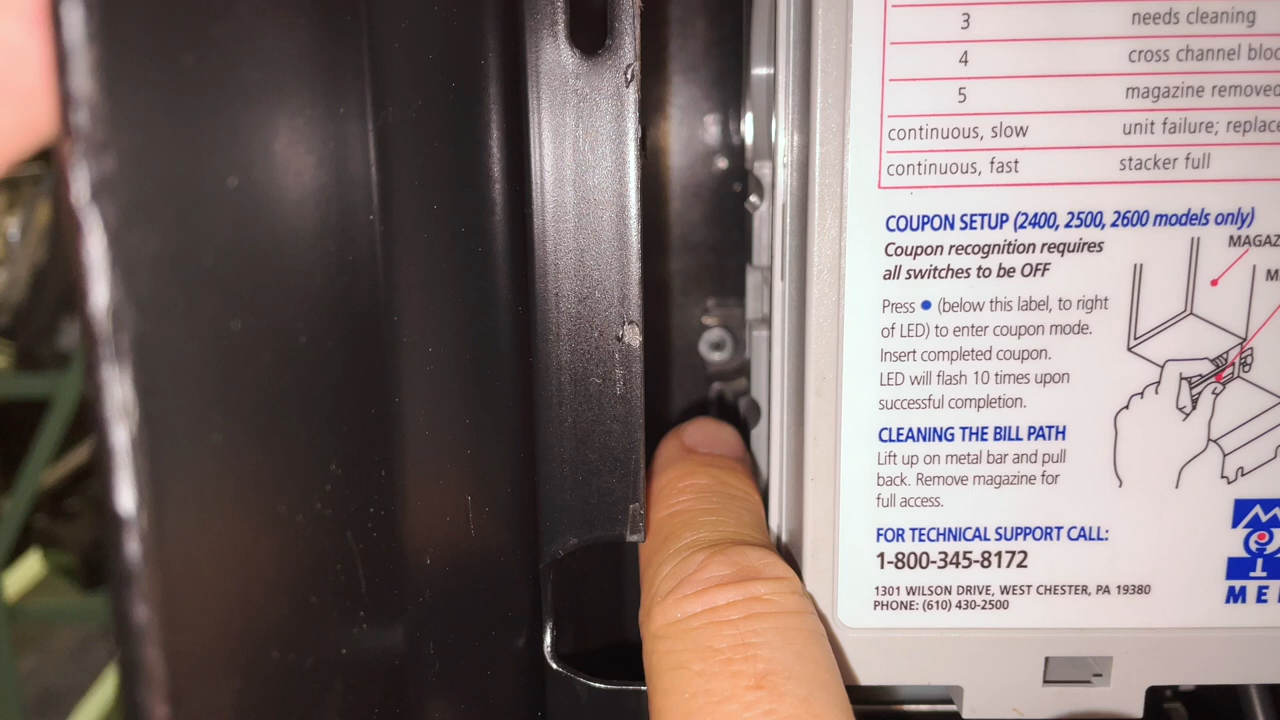 3 needs cleaning
4 cross channel
5 magazine removed
continuous, slow unit failure;
continuous, fast stacker full
COUPON SETUP (2400, 2500, 2600 models only)
Coupon recognition requires
all switches to be OFF
Press ● (below this label, to right
of LED) to enter coupon mode.
Insert completed coupon.
LED will flash 10 times upon
successful completion.
CLEANING THE BILL PATH
Lift up on metal bar and pull
back. Remove magazine for
full access.
FOR TECHNICAL SUPPORT CALL:
1-800-345-8172
1301 WILSON DRIVE, WEST CHESTER, PA 19380
PHONE: (610) 430-2500